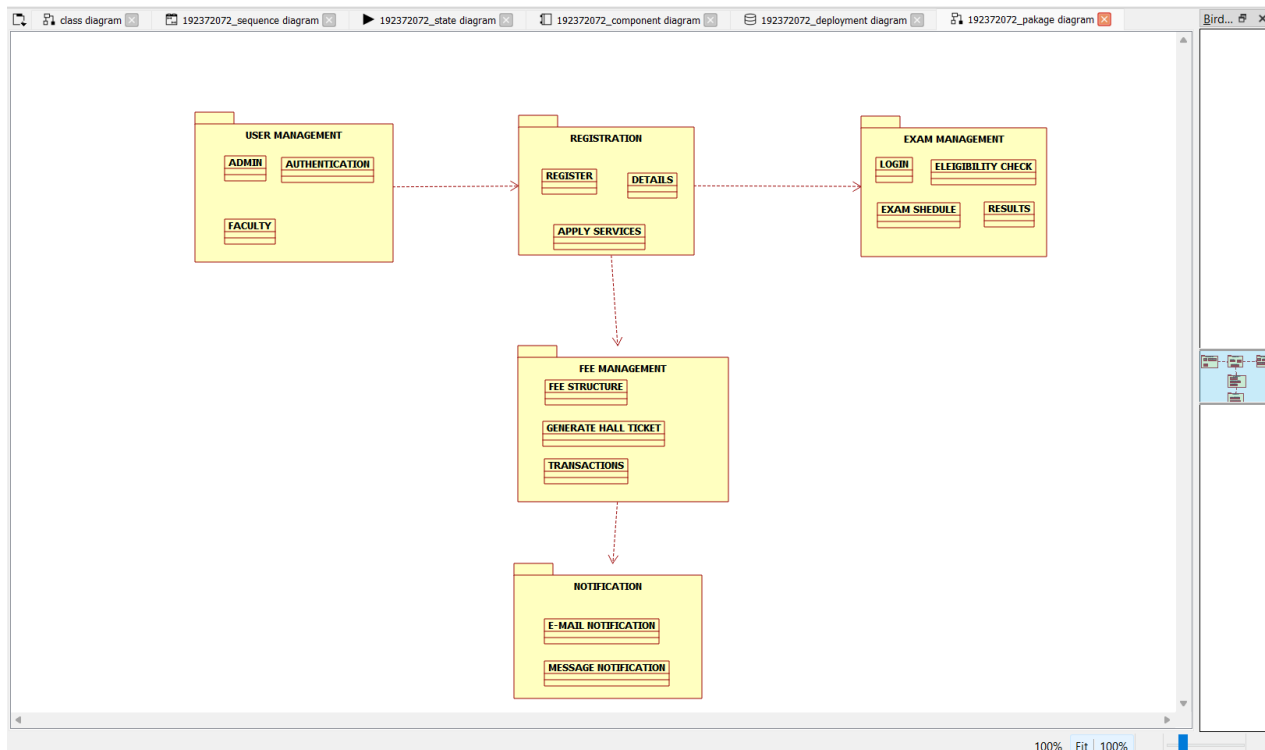 class diagram
192372072_sequence diagram
192372072_state diagram
192372072_component diagram
192372072_deployment diagram
192372072_pakage diagram
Bird...
USER MANAGEMENT
ADMIN
AUTHENTICATION
FACULTY
REGISTRATION
REGISTER
DETAILS
APPLY SERVICES
EXAM MANAGEMENT
LOGIN
ELEIGIBILITY CHECK
EXAM SHEDULE
RESULTS
FEE MANAGEMENT
FEE STRUCTURE
GENERATE HALL TICKET
TRANSACTIONS
NOTIFICATION
E-MAIL NOTIFICATION
MESSAGE NOTIFICATION
100% Fit 100%